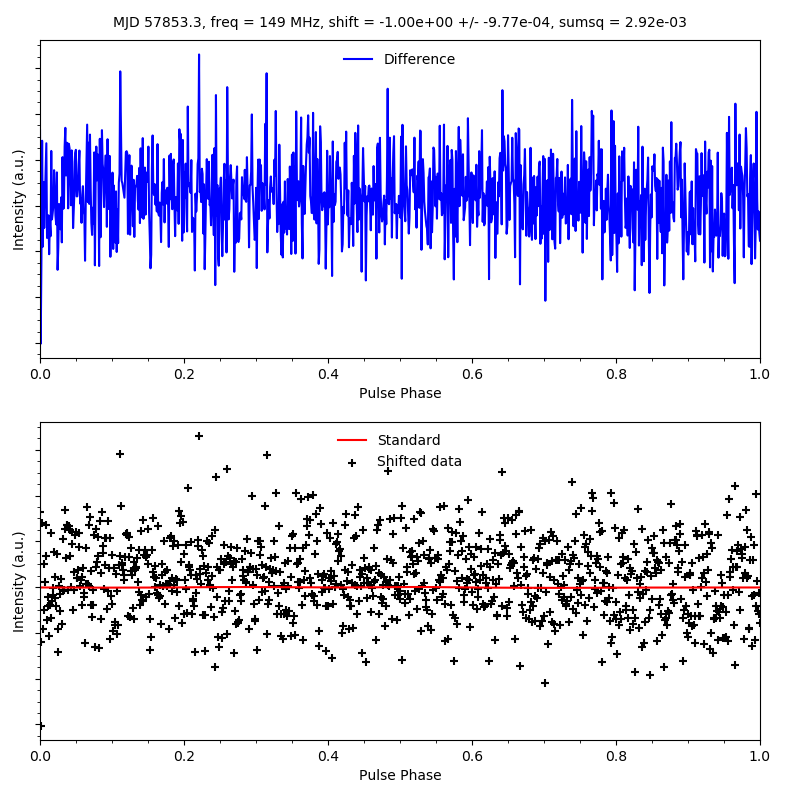 MJD 57853.3, freq = 149 MHz, shift = -1.00e+00 +/- -9.77e-04, sumsq = 2.92e-03
Difference
Intensity (a.u.)
0.0 0.2 0.4 0.6 0.8 1.0
Pulse Phase
Standard
Shifted data
Intensity (a.u.)
0.0 0.2 0.4 0.6 0.8 1.0
Pulse Phase